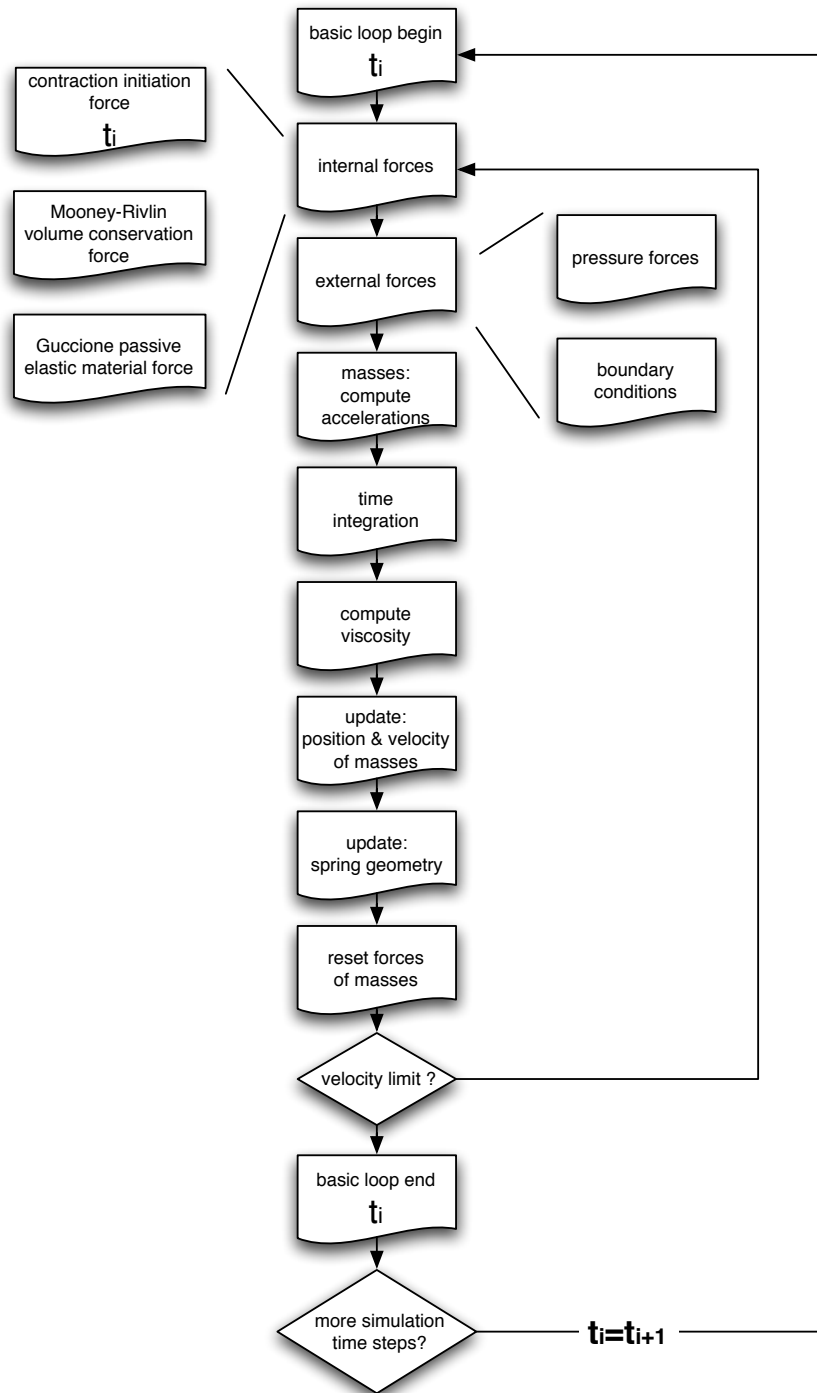 basic loop begin
ti
contraction initiation
force
ti
internal forces
Mooney-Rivlin
volume conservation
force
external forces
pressure forces
Guccione passive
elastic material force
masses:
compute
accelerations
boundary
conditions
time
integration
compute
viscosity
update:
position & velocity
of masses
update:
spring geometry
reset forces
of masses
velocity limit ?
basic loop end
ti
more simulation
time steps?
ti=ti+1